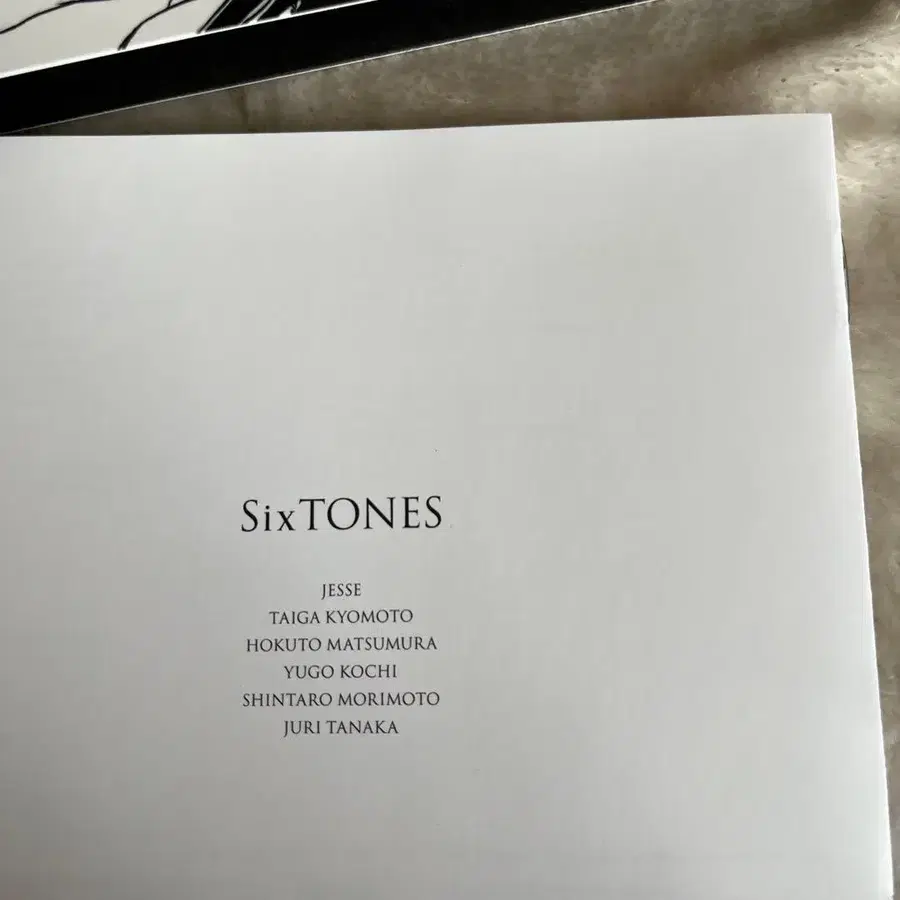 SixTONES
JESSE
TAIGA KYOMOTO
HOKUTO MATSUMURA
YUGO KOCHI
SHINTARO MORIMOTO
JURI TANAKA